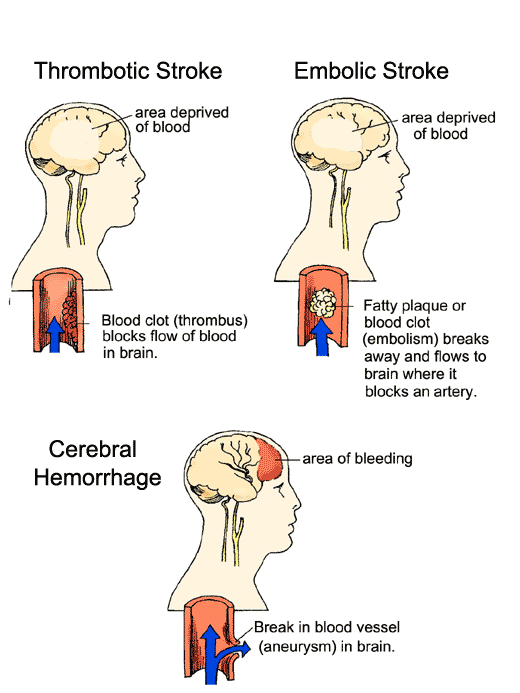 Thrombotic Stroke
area deprived
of blood
Blood clot (thrombus)
blocks flow of blood
in brain.
Embolic Stroke
area deprived
of blood
Fatty plaque or
blood clot
(embolism) breaks
away and flows to
brain where it
blocks an artery.
Cerebral
Hemorrhage
area of bleeding
Break in blood vessel
(aneurysm) in brain.